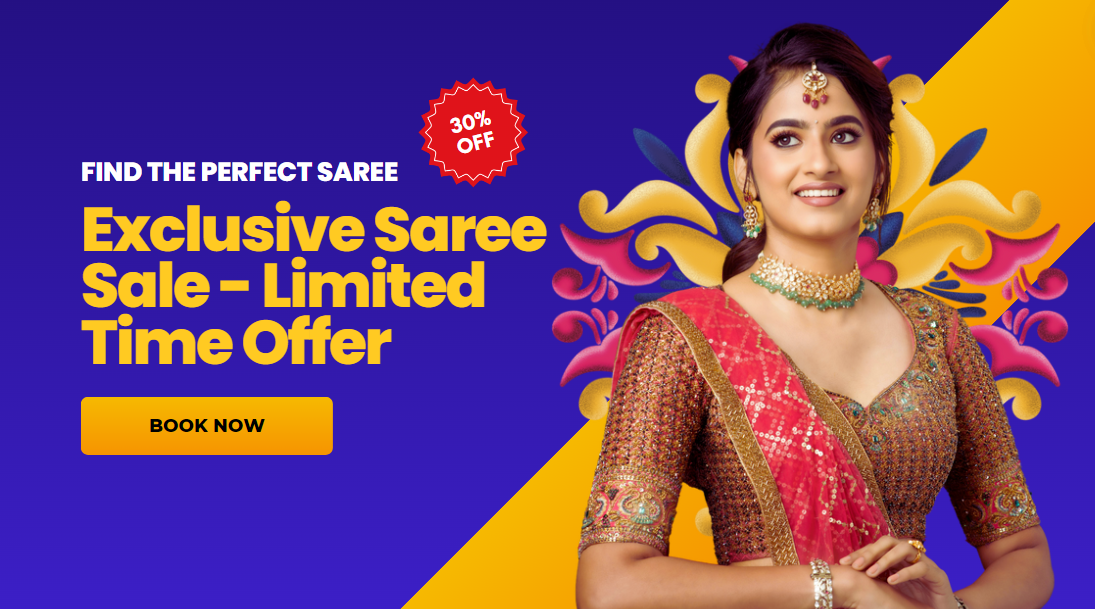 30%
OFF
FIND THE PERFECT SAREE
Exclusive Saree
Sale – Limited
Time Offer
BOOK NOW